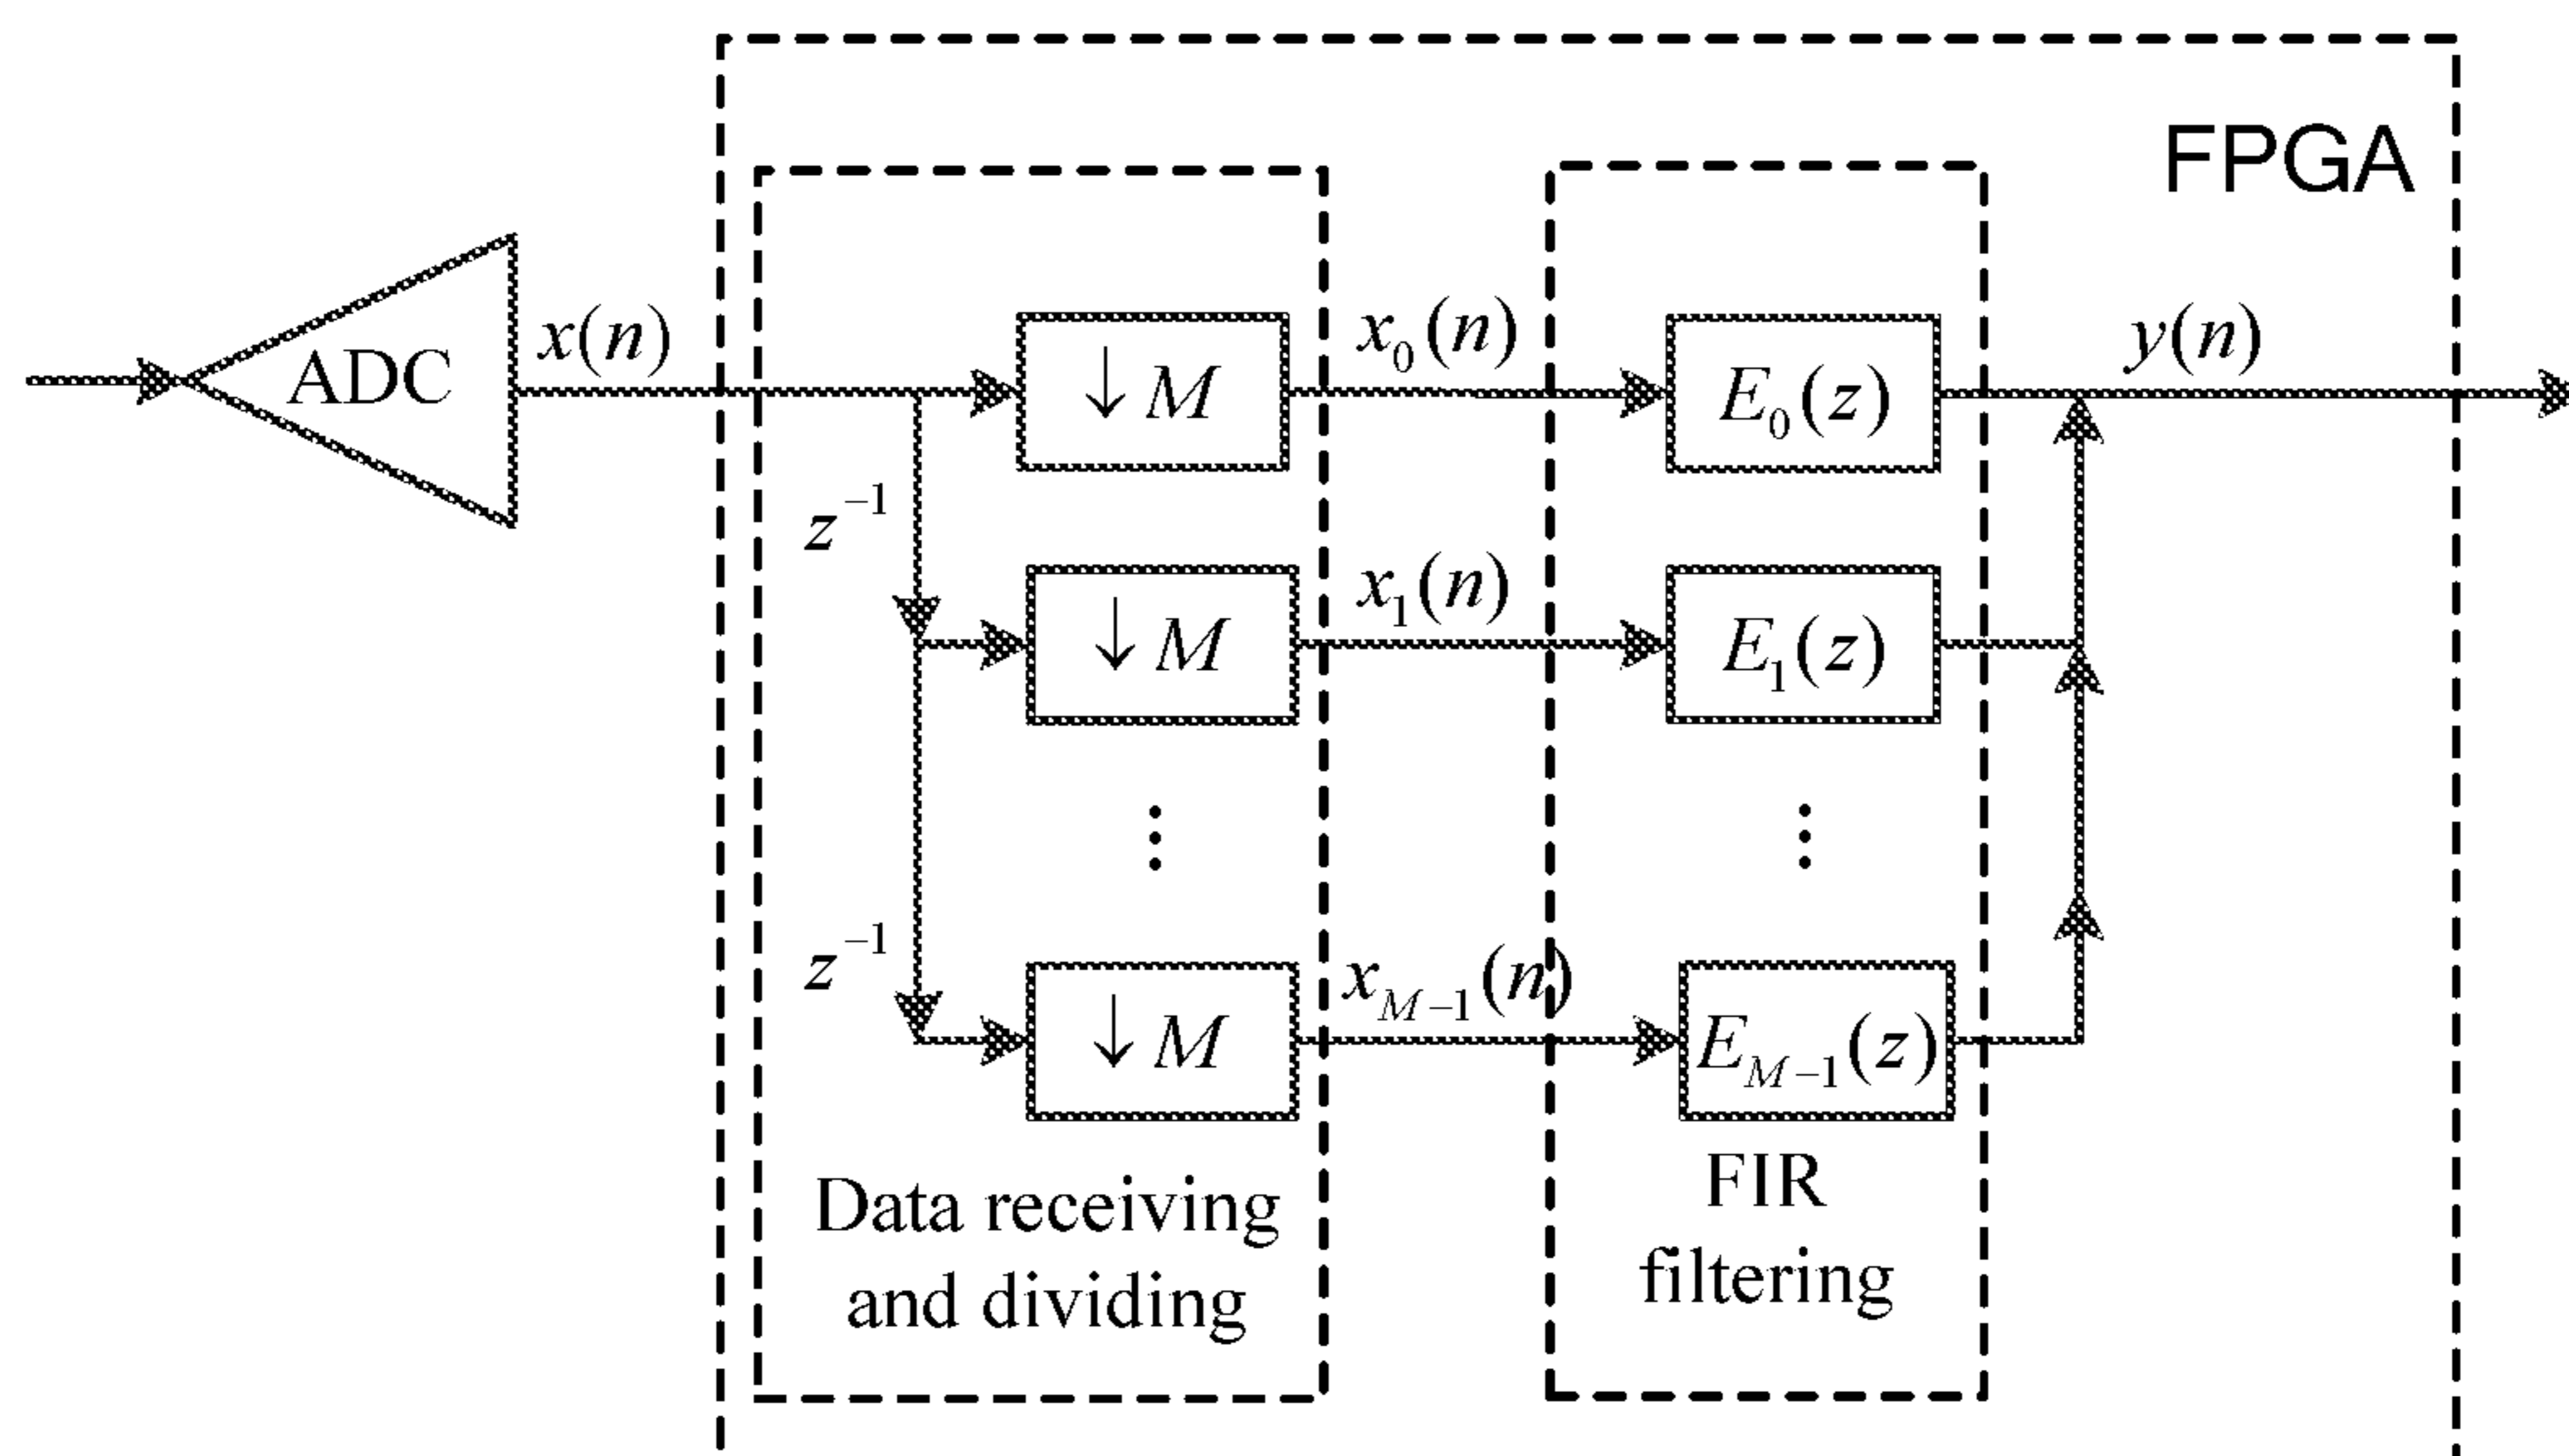 FPGA
ADC
x(n)
↓ M
x₀(n)
E₀(z)
y(n)
z⁻¹
↓ M
x₁(n)
E₁(z)
⋮
⋮
z⁻¹
↓ M
x_{M−1}(n)
E_{M−1}(z)
Data receiving
and dividing
FIR
filtering